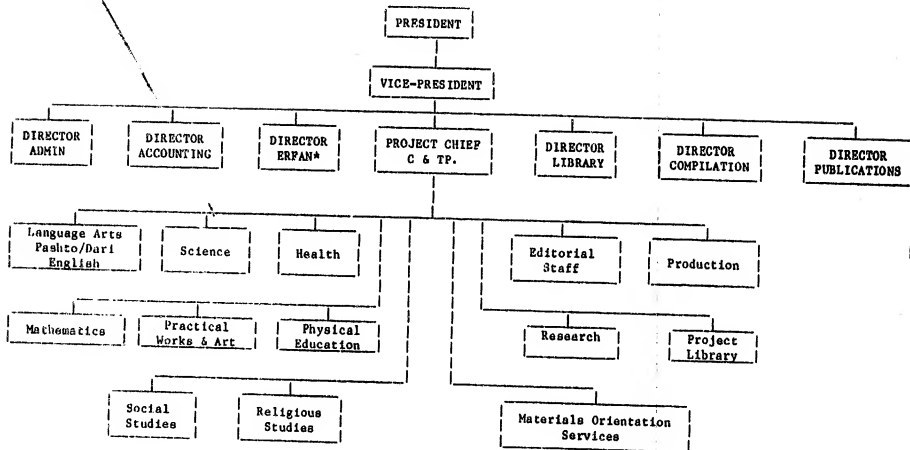 PRESIDENT
VICE-PRESIDENT
DIRECTOR
ADMIN
DIRECTOR
ACCOUNTING
DIRECTOR
ERFAN*
PROJECT CHIEF
C & TP.
DIRECTOR
LIBRARY
DIRECTOR
COMPILATION
DIRECTOR
PUBLICATIONS
Language Arts
Pashto/Dari
English
Science
Health
Editorial
Staff
Production
Mathematics
Practical
Works & Art
Physical
Education
Research
Project
Library
Social
Studies
Religious
Studies
Materials Orientation
Services